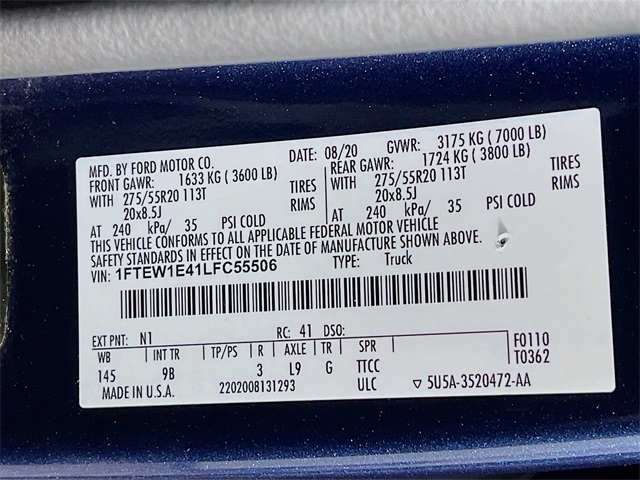 MFD. BY FORD MOTOR CO.
DATE: 08/20 GVWR: 3175 KG ( 7000 LB)
FRONT GAWR: 1633 KG ( 3600 LB) REAR GAWR: 1724 KG ( 3800 LB)
WITH 275/55R20 113T TIRES WITH 275/55R20 113T TIRES
20x8.5J RIMS 20x8.5J RIMS
AT 240 kPa/ 35 PSI COLD AT 240 kPa/ 35 PSI COLD
THIS VEHICLE CONFORMS TO ALL APPLICABLE FEDERAL MOTOR VEHICLE
SAFETY STANDARDS IN EFFECT ON THE DATE OF MANUFACTURE SHOWN ABOVE.
VIN: 1FTEW1E41LFC55506 TYPE: Truck
EXT PNT: N1 RC: 41 DSO:
WB INT TR TP/PS R AXLE TR SPR F0110
145 9B 3 L9 G TTCC T0362
MADE IN U.S.A. 2202008131293 ULC ▽ 5U5A-3520472-AA